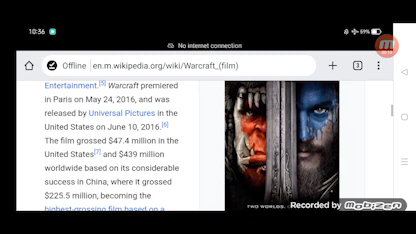 10:36
59%
No internet connection
Offline en.m.wikipedia.org/wiki/Warcraft_(film)
3
Entertainment.[5] Warcraft premiered
in Paris on May 24, 2016, and was
released by Universal Pictures in the
United States on June 10, 2016.[6]
The film grossed $47.4 million in the
United States[7] and $439 million
worldwide based on its considerable
success in China, where it grossed
$225.5 million, becoming the
highest-grossing film based on a
TWO WORLDS.
Recorded by mobizen